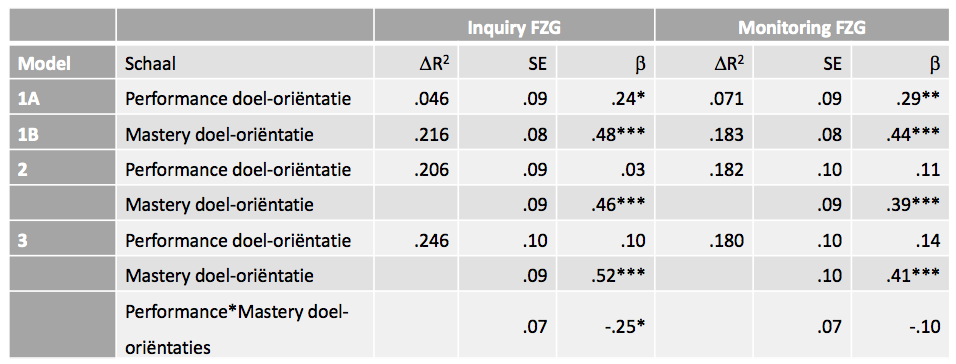 Inquiry FZG Monitoring FZG
Model Schaal ΔR² SE β ΔR² SE β
1A Performance doel-oriëntatie .046 .09 .24* .071 .09 .29**
1B Mastery doel-oriëntatie .216 .08 .48*** .183 .08 .44***
2 Performance doel-oriëntatie .206 .09 .03 .182 .10 .11
Mastery doel-oriëntatie .09 .46*** .09 .39***
3 Performance doel-oriëntatie .246 .10 .10 .180 .10 .14
Mastery doel-oriëntatie .09 .52*** .10 .41***
Performance*Mastery doel-
oriëntaties .07 -.25* .07 -.10